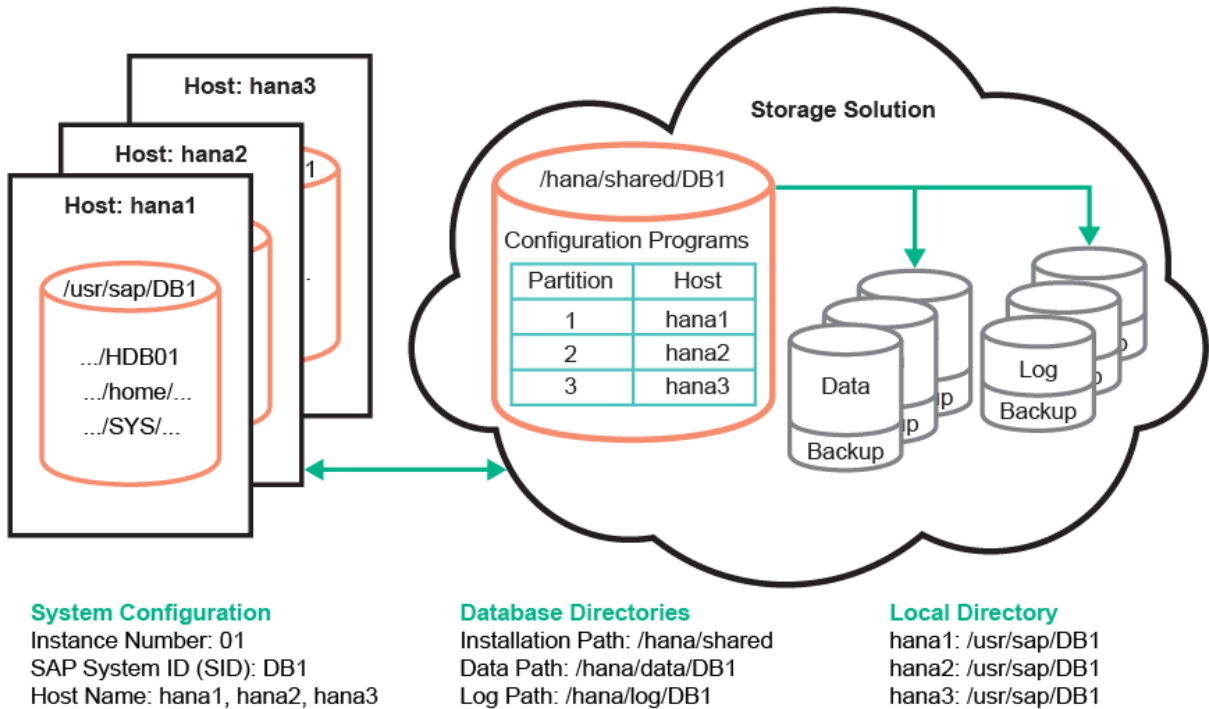 Host: hana3
1
.
Host: hana2
Host: hana1
/usr/sap/DB1
.../HDB01
.../home/...
.../SYS/...
Storage Solution
/hana/shared/DB1
Configuration Programs
Partition Host
1 hana1
2 hana2
3 hana3
Data
Backup
up
up
Log
Backup
p
p
System Configuration
Instance Number: 01
SAP System ID (SID): DB1
Host Name: hana1, hana2, hana3
Database Directories
Installation Path: /hana/shared
Data Path: /hana/data/DB1
Log Path: /hana/log/DB1
Local Directory
hana1: /usr/sap/DB1
hana2: /usr/sap/DB1
hana3: /usr/sap/DB1